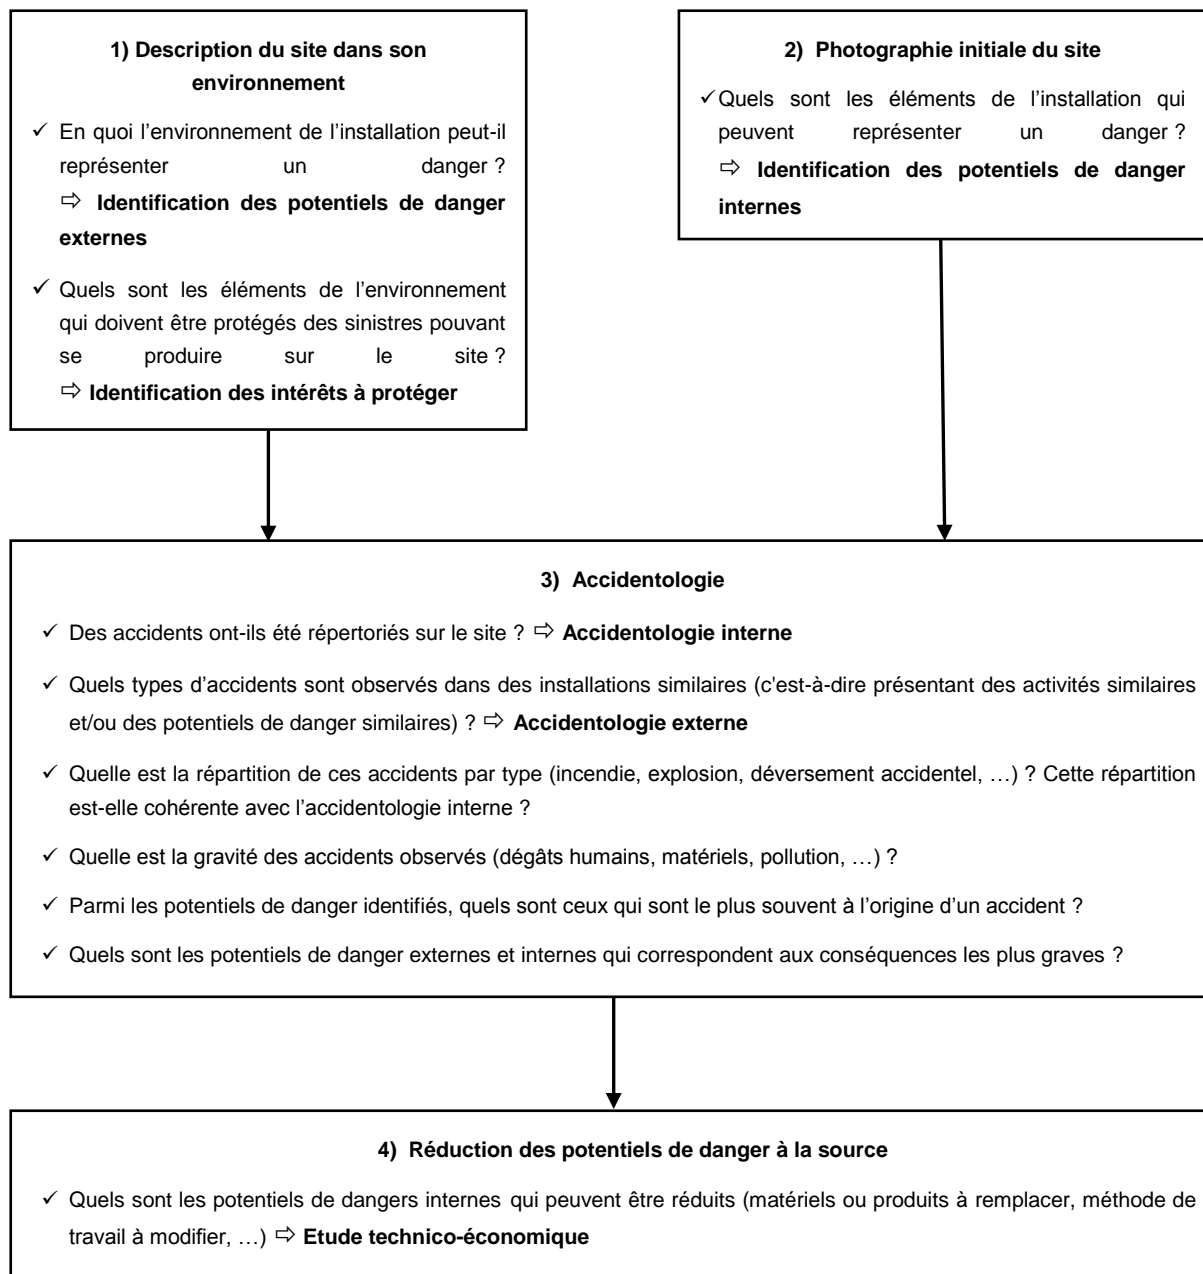 1) Description du site dans son
environnement
✓ En quoi l’environnement de l’installation peut-il
représenter un danger ?
⇨ Identification des potentiels de danger
externes
✓ Quels sont les éléments de l’environnement
qui doivent être protégés des sinistres pouvant
se produire sur le site ?
⇨ Identification des intérêts à protéger
2) Photographie initiale du site
✓ Quels sont les éléments de l’installation qui
peuvent représenter un danger ?
⇨ Identification des potentiels de danger
internes
3) Accidentologie
✓ Des accidents ont-ils été répertoriés sur le site ? ⇨ Accidentologie interne
✓ Quels types d’accidents sont observés dans des installations similaires (c'est-à-dire présentant des activités similaires
et/ou des potentiels de danger similaires) ? ⇨ Accidentologie externe
✓ Quelle est la répartition de ces accidents par type (incendie, explosion, déversement accidentel, …) ? Cette répartition
est-elle cohérente avec l’accidentologie interne ?
✓ Quelle est la gravité des accidents observés (dégâts humains, matériels, pollution, …) ?
✓ Parmi les potentiels de danger identifiés, quels sont ceux qui sont le plus souvent à l’origine d’un accident ?
✓ Quels sont les potentiels de danger externes et internes qui correspondent aux conséquences les plus graves ?
4) Réduction des potentiels de danger à la source
✓ Quels sont les potentiels de dangers internes qui peuvent être réduits (matériels ou produits à remplacer, méthode de
travail à modifier, …) ⇨ Etude technico-économique